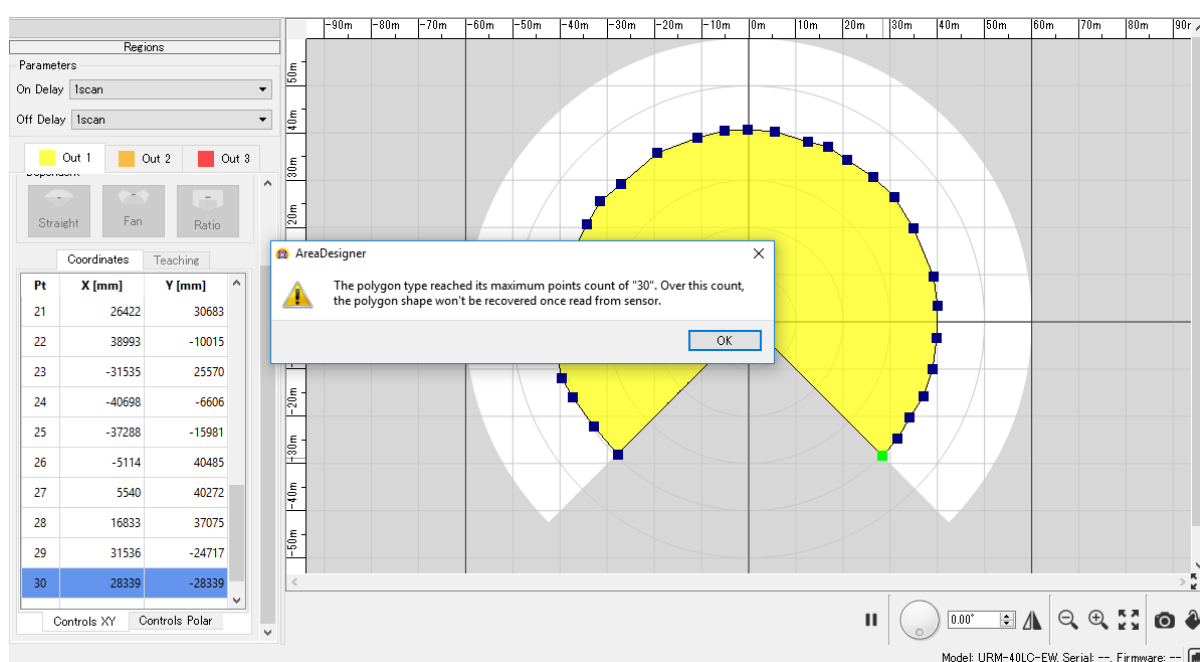 Regions
Parameters
On Delay 1scan
Off Delay 1scan
Out 1 Out 2 Out 3
Straight Fan Ratio
Coordinates Teaching
Pt X [mm] Y [mm]
21 26422 30683
22 38993 -10015
23 -31535 25570
24 -40698 -6606
25 -37288 -15981
26 -5114 40485
27 5540 40272
28 16833 37075
29 31536 -24717
30 28339 -28339
Controls XY Controls Polar
-90m -80m -70m -60m -50m -40m -30m -20m -10m 0m 10m 20m 30m 40m 50m 60m 70m 80m
50m
40m
30m
20m
-20m
-30m
-40m
-50m
AreaDesigner
The polygon type reached its maximum points count of "30". Over this count,
the polygon shape won't be recovered once read from sensor.
OK
0.00°
Model: URM-40LC-EW, Serial: --, Firmware: --